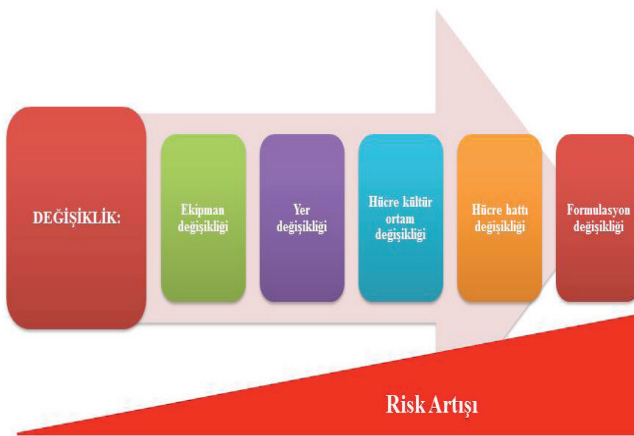 DEĞİŞİKLİK:
Ekipman
değişikliği
Yer
değişikliği
Hücre kültür
ortam
değişikliği
Hücre hattı
değişikliği
Formulasyon
değişikliği
Risk Artışı